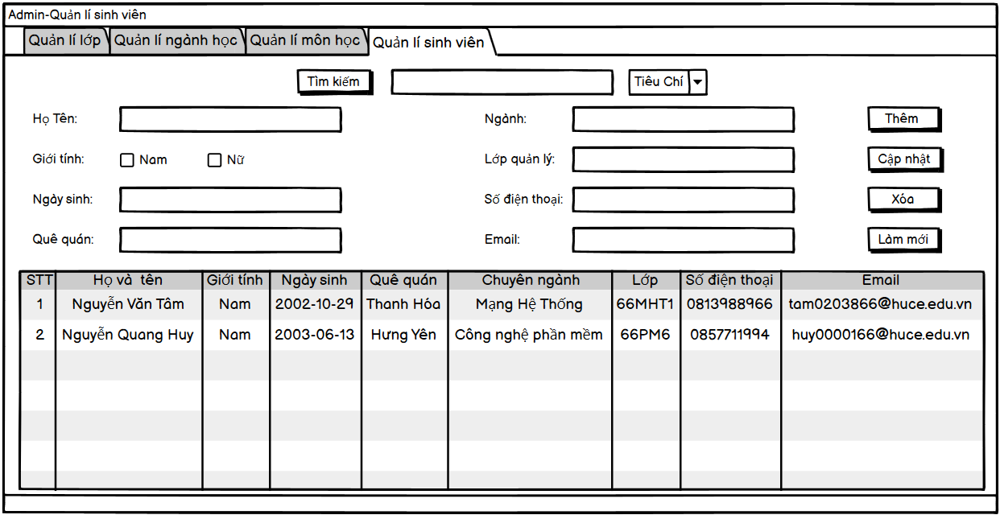 Admin-Quản lí sinh viên
Quản lí lớp Quản lí ngành học Quản lí môn học Quản lí sinh viên
Tìm kiếm Tiêu Chí
Họ Tên: Ngành: Thêm
Giới tính: Nam Nữ Lớp quản lý: Cập nhật
Ngày sinh: Số điện thoại: Xóa
Quê quán: Email: Làm mới
STT Họ và tên Giới tính Ngày sinh Quê quán Chuyên ngành Lớp Số điện thoại Email
1 Nguyễn Văn Tâm Nam 2002-10-29 Thanh Hóa Mạng Hệ Thống 66MHT1 0813988966 tam0203866@huce.edu.vn
2 Nguyễn Quang Huy Nam 2003-06-13 Hưng Yên Công nghệ phần mềm 66PM6 0857711994 huy0000166@huce.edu.vn